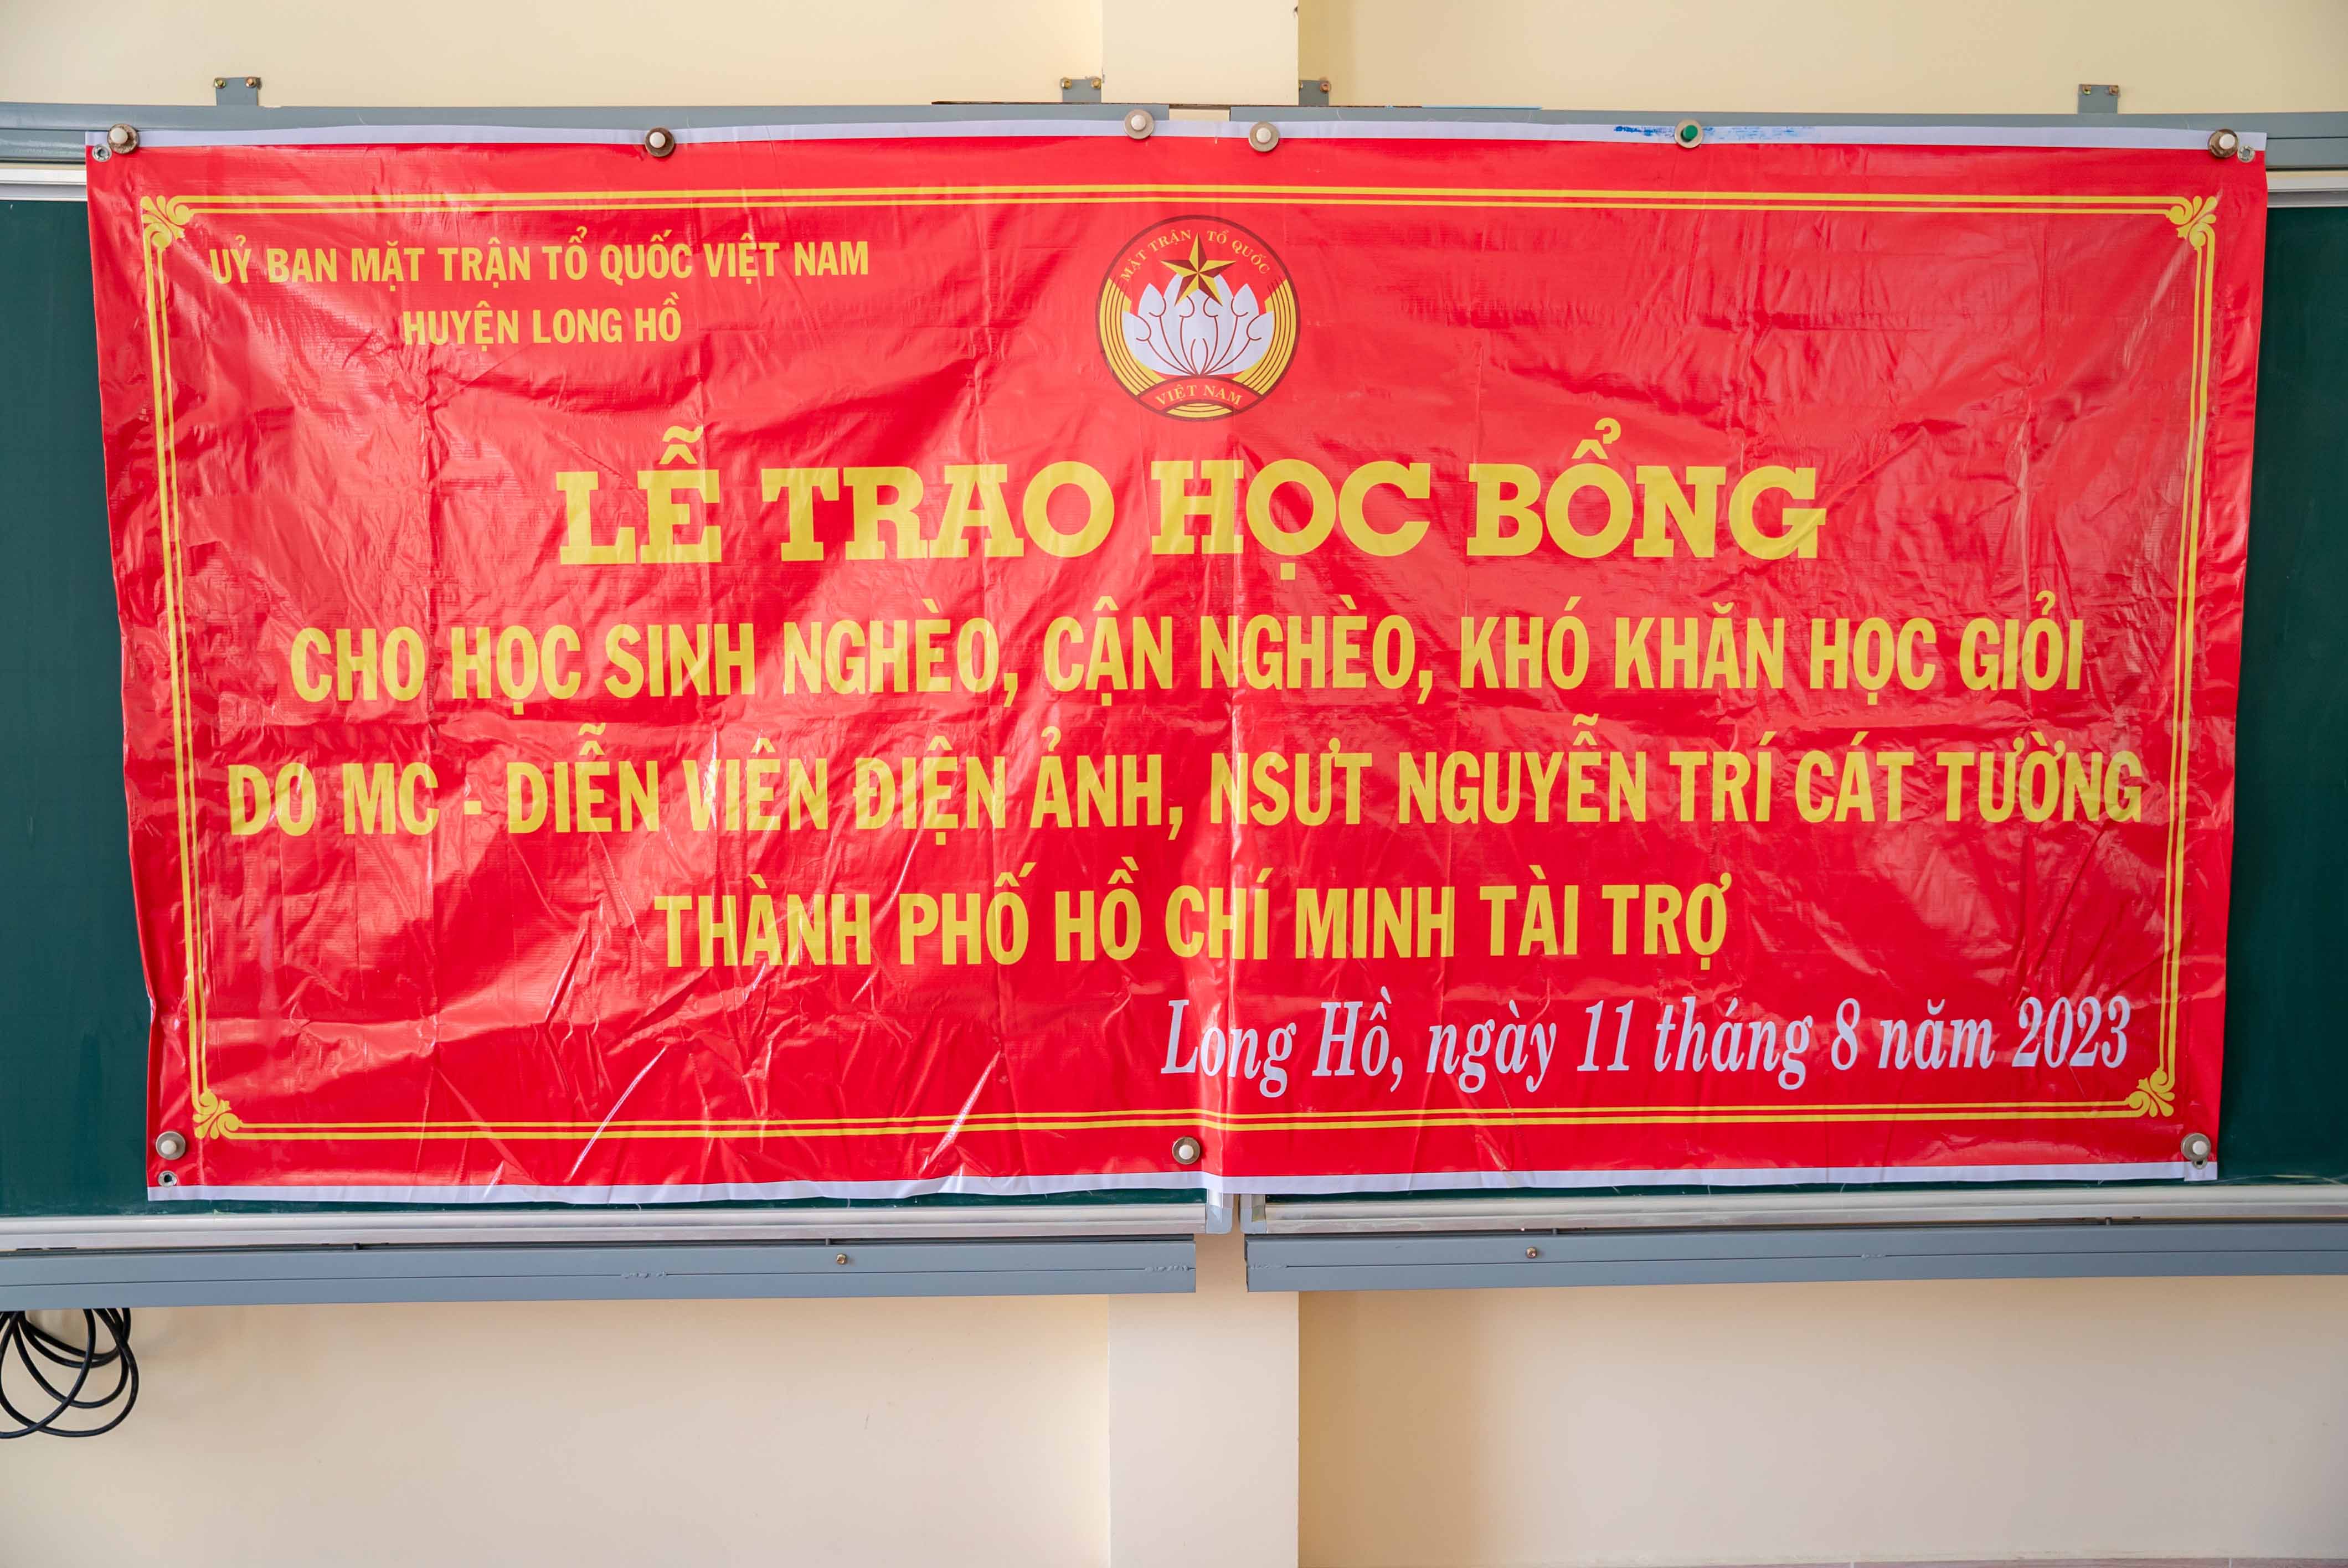 UỶ BAN MẶT TRẬN TỔ QUỐC VIỆT NAM
HUYỆN LONG HỒ
MẶT TRẬN TỔ QUỐC
VIỆT NAM
LỄ TRAO HỌC BỔNG
CHO HỌC SINH NGHÈO, CẬN NGHÈO, KHÓ KHĂN HỌC GIỎI
DO MC - DIỄN VIÊN ĐIỆN ẢNH, NSƯT NGUYỄN TRÍ CÁT TƯỜNG
THÀNH PHỐ HỒ CHÍ MINH TÀI TRỢ
Long Hồ, ngày 11 tháng 8 năm 2023